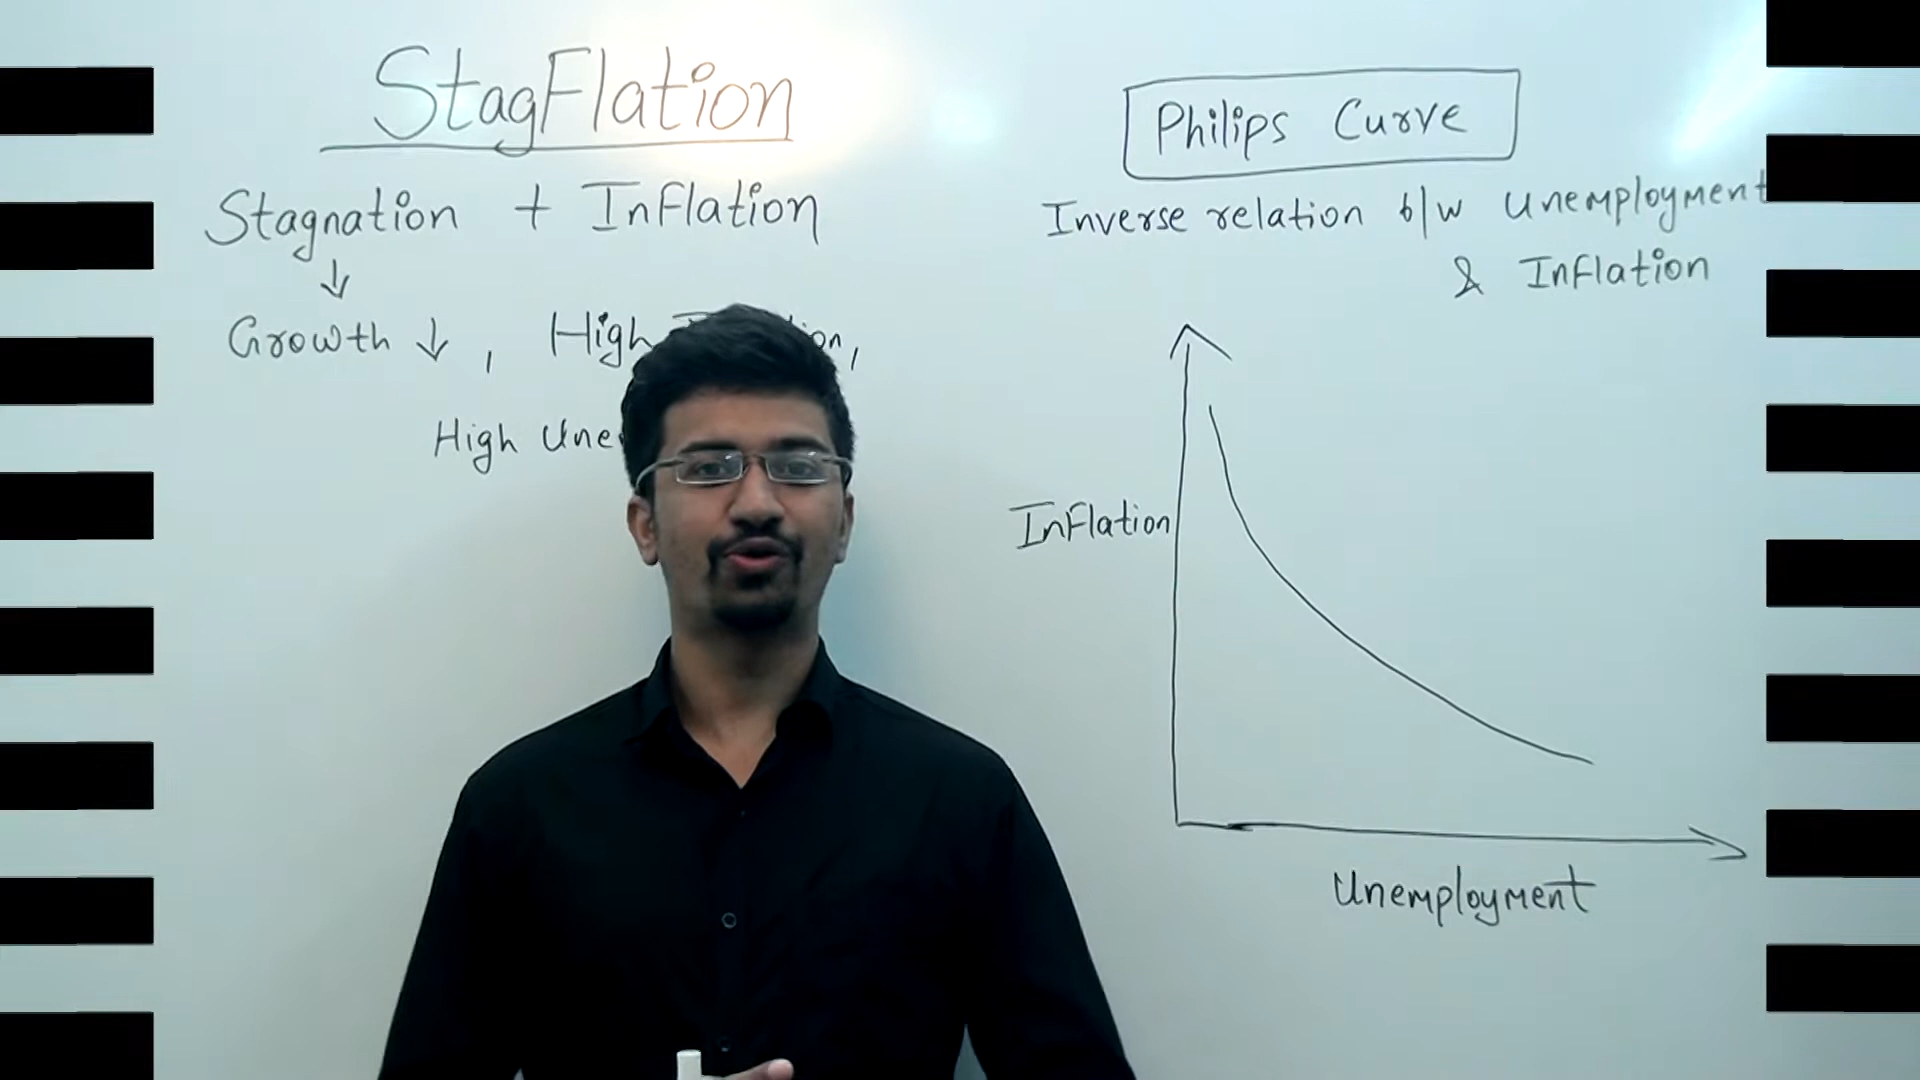 StagFlation
Stagnation + Inflation
↓
Growth ↓ , High
High
Philips Curve
Inverse relation b/w Unemployment
& Inflation
Inflation
Unemployment